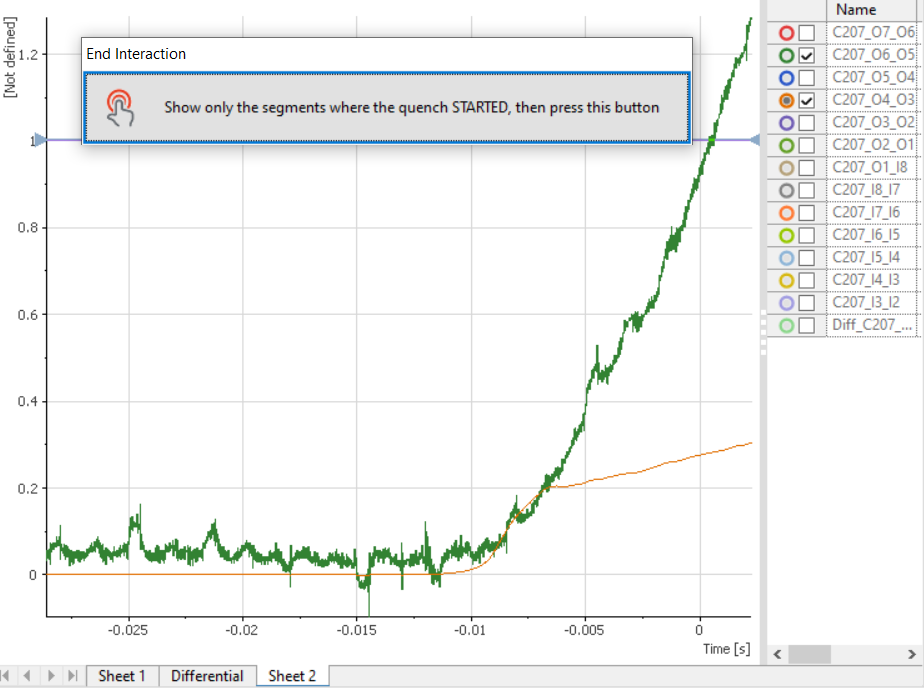 [Not defined]
End Interaction
Show only the segments where the quench STARTED, then press this button
1.2
1
0.8
0.6
0.4
0.2
0
-0.025
-0.02
-0.015
-0.01
-0.005
0
Time [s]
Name
C207_O7_O6
C207_O6_O5
C207_O5_O4
C207_O4_O3
C207_O3_O2
C207_O2_O1
C207_O1_I8
C207_I8_I7
C207_I7_I6
C207_I6_I5
C207_I5_I4
C207_I4_I3
C207_I3_I2
Diff_C207_...
Sheet 1
Differential
Sheet 2